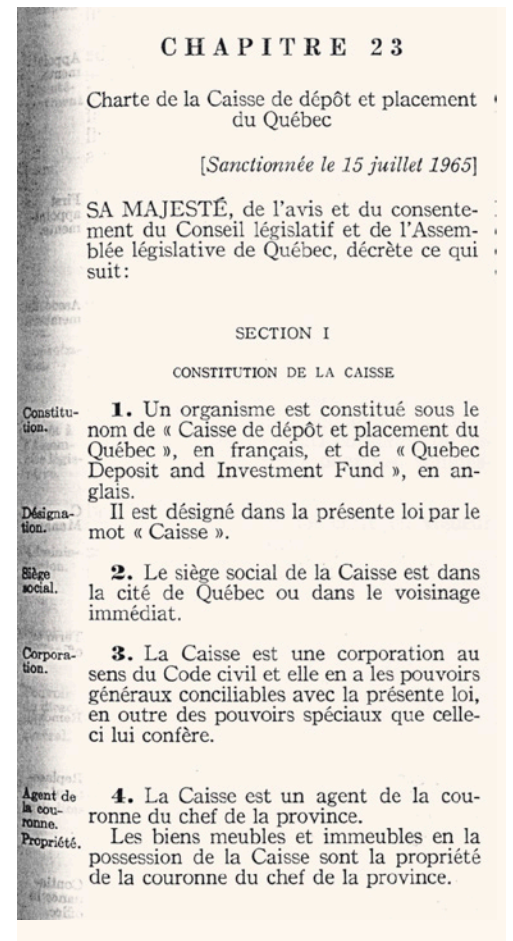 CHAPITRE 23
Charte de la Caisse de dépôt et placement
du Québec
[Sanctionnée le 15 juillet 1965]
SA MAJESTÉ, de l'avis et du consente-
ment du Conseil législatif et de l'Assem-
blée législative de Québec, décrète ce qui
suit:
SECTION I
CONSTITUTION DE LA CAISSE
Constitu-
tion.
1. Un organisme est constitué sous le
nom de « Caisse de dépôt et placement du
Québec », en français, et de « Quebec
Deposit and Investment Fund », en an-
glais.
Désigna-
tion.
Il est désigné dans la présente loi par le
mot « Caisse ».
Siège
social.
2. Le siège social de la Caisse est dans
la cité de Québec ou dans le voisinage
immédiat.
Corpora-
tion.
3. La Caisse est une corporation au
sens du Code civil et elle en a les pouvoirs
généraux conciliables avec la présente loi,
en outre des pouvoirs spéciaux que celle-
ci lui confère.
Agent de
la cou-
ronne.
4. La Caisse est un agent de la cou-
ronne du chef de la province.
Propriété.
Les biens meubles et immeubles en la
possession de la Caisse sont la propriété
de la couronne du chef de la province.